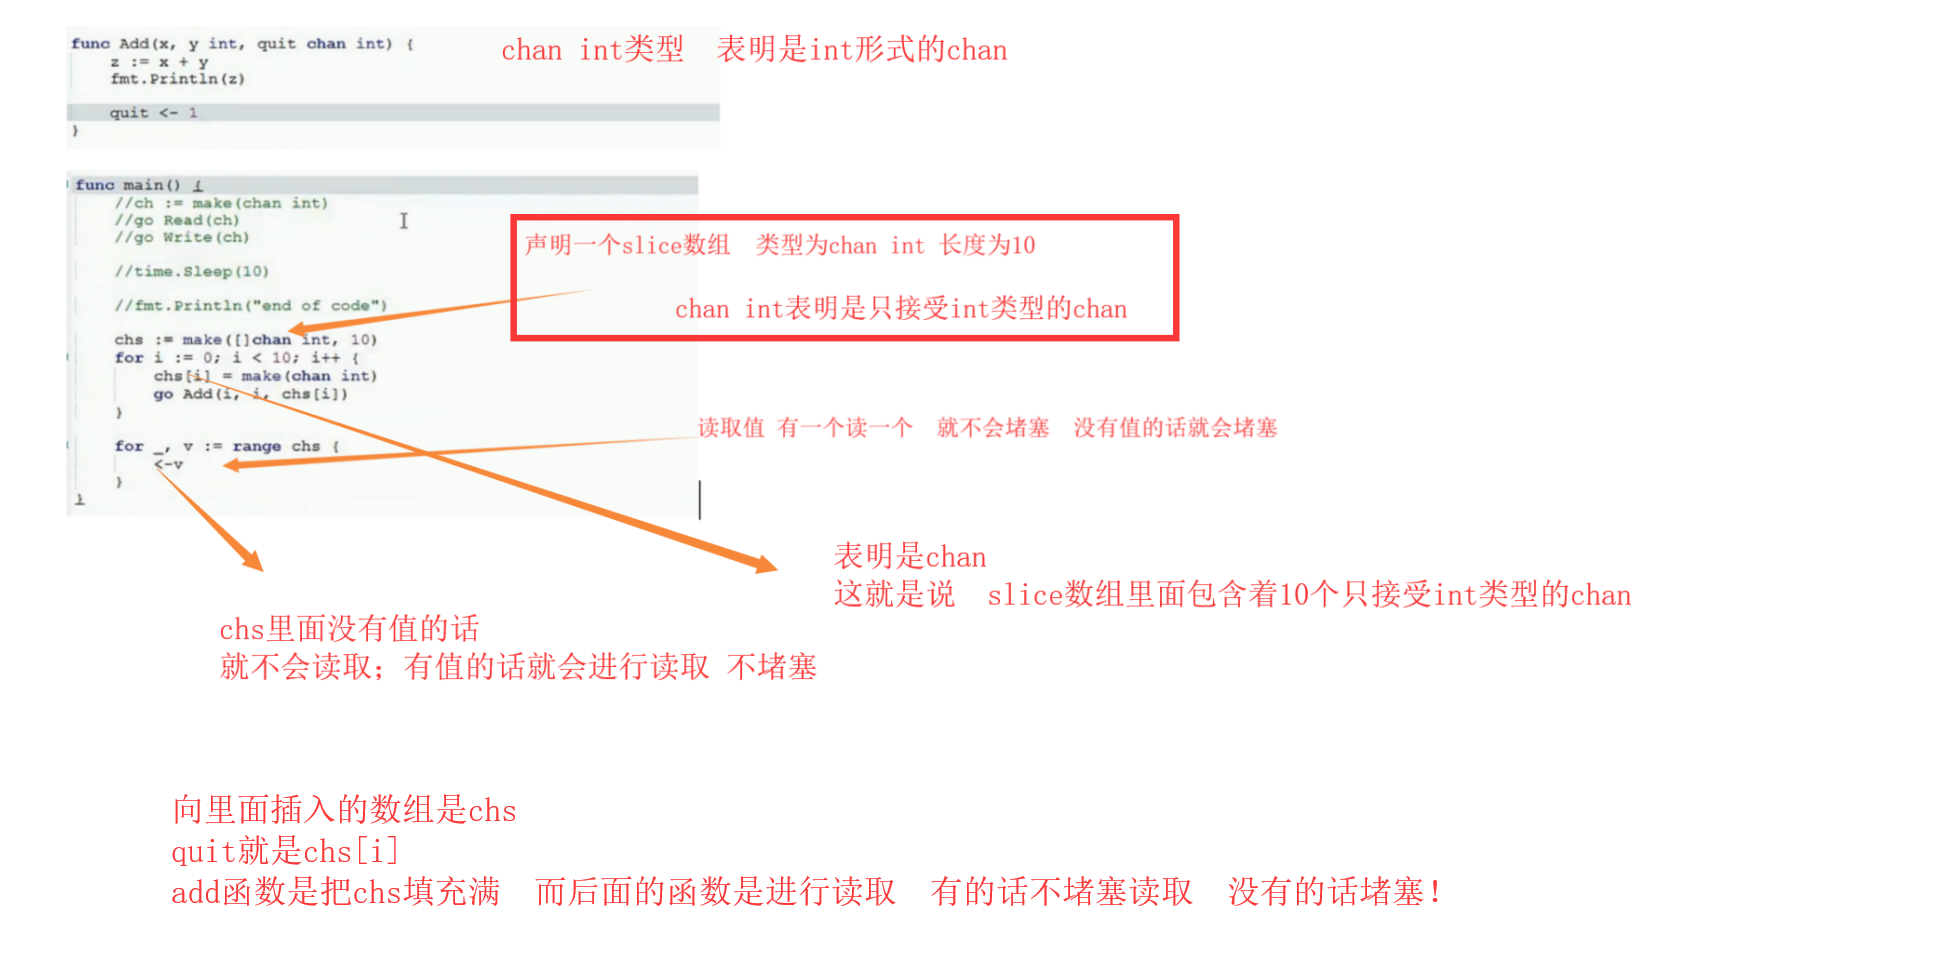 func Add(x, y int, quit chan int) {
z := x + y
fmt.Println(z)
quit <- 1
}
chan int类型 表明是int形式的chan
func main() {
//ch := make(chan int)
//go Read(ch)
//go Write(ch)
//time.Sleep(10)
//fmt.Println("end of code")
chs := make([]chan int, 10)
for i := 0; i < 10; i++ {
chs[i] = make(chan int)
go Add(i, i, chs[i])
}
for _, v := range chs {
<-v
}
}
声明一个slice数组 类型为chan int 长度为10
chan int表明是只接受int类型的chan
读取值 有一个读一个 就不会堵塞 没有值的话就会堵塞
表明是chan
这就是说 slice数组里面包含着10个只接受int类型的chan
chs里面没有值的话
就不会读取；有值的话就会进行读取 不堵塞
向里面插入的数组是chs
quit就是chs[i]
add函数是把chs填充满 而后面的函数是进行读取 有的话不堵塞读取 没有的话堵塞！